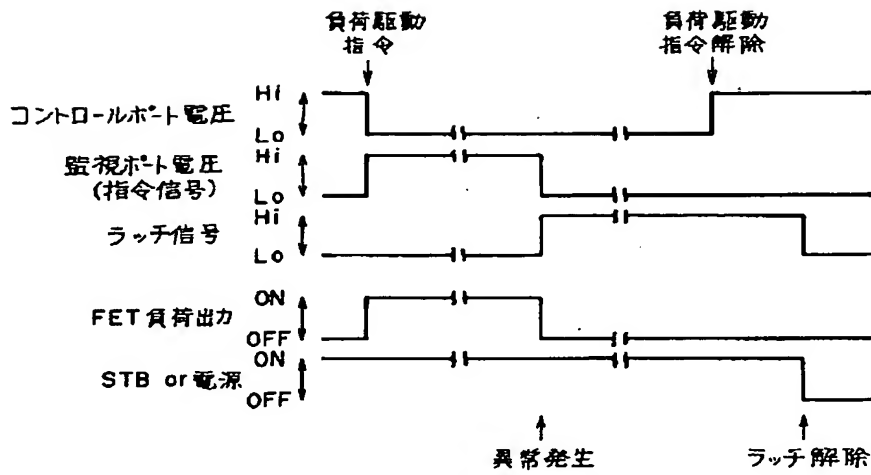 負荷駆動
指令
負荷駆動
指令解除
コントロールポート電圧
Hi
Lo
監視ポート電圧
(指令信号)
Hi
Lo
ラッチ信号
Hi
Lo
FET負荷出力
ON
OFF
STB or 電源
ON
OFF
異常発生
ラッチ解除